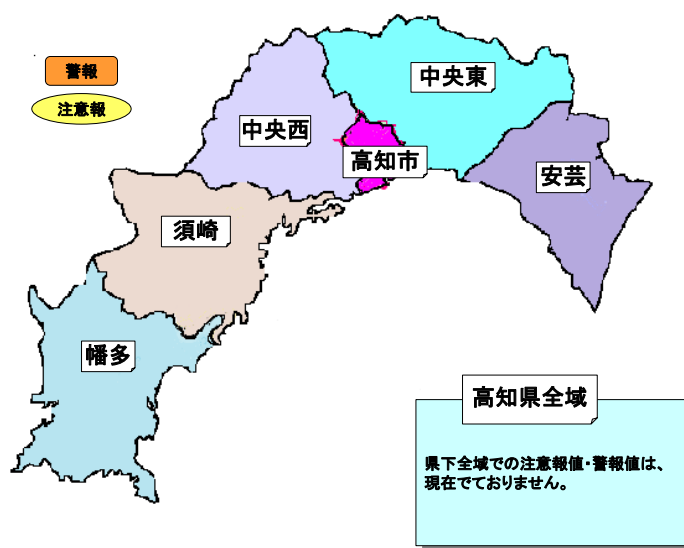 警報
注意報
中央東
中央西
高知市
安芸
須崎
幡多
高知県全域
県下全域での注意報値・警報値は、
現在でておりません。